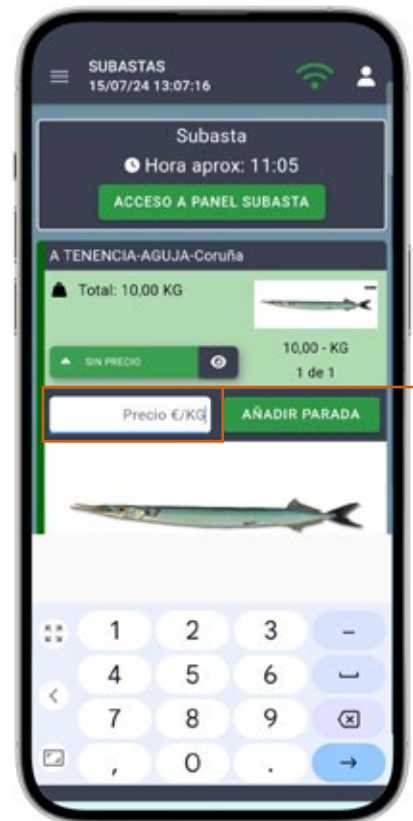 SUBASTAS
15/07/24 13:07:16
Subasta
Hora aprox: 11:05
ACCESO A PANEL SUBASTA
A TENENCIA-AGUJA-Coruña
Total: 10,00 KG
10,00 - KG
SIN PRECIO
1 de 1
Precio €/KG
AÑADIR PARADA
1 2 3 -
4 5 6
7 8 9
, 0 .